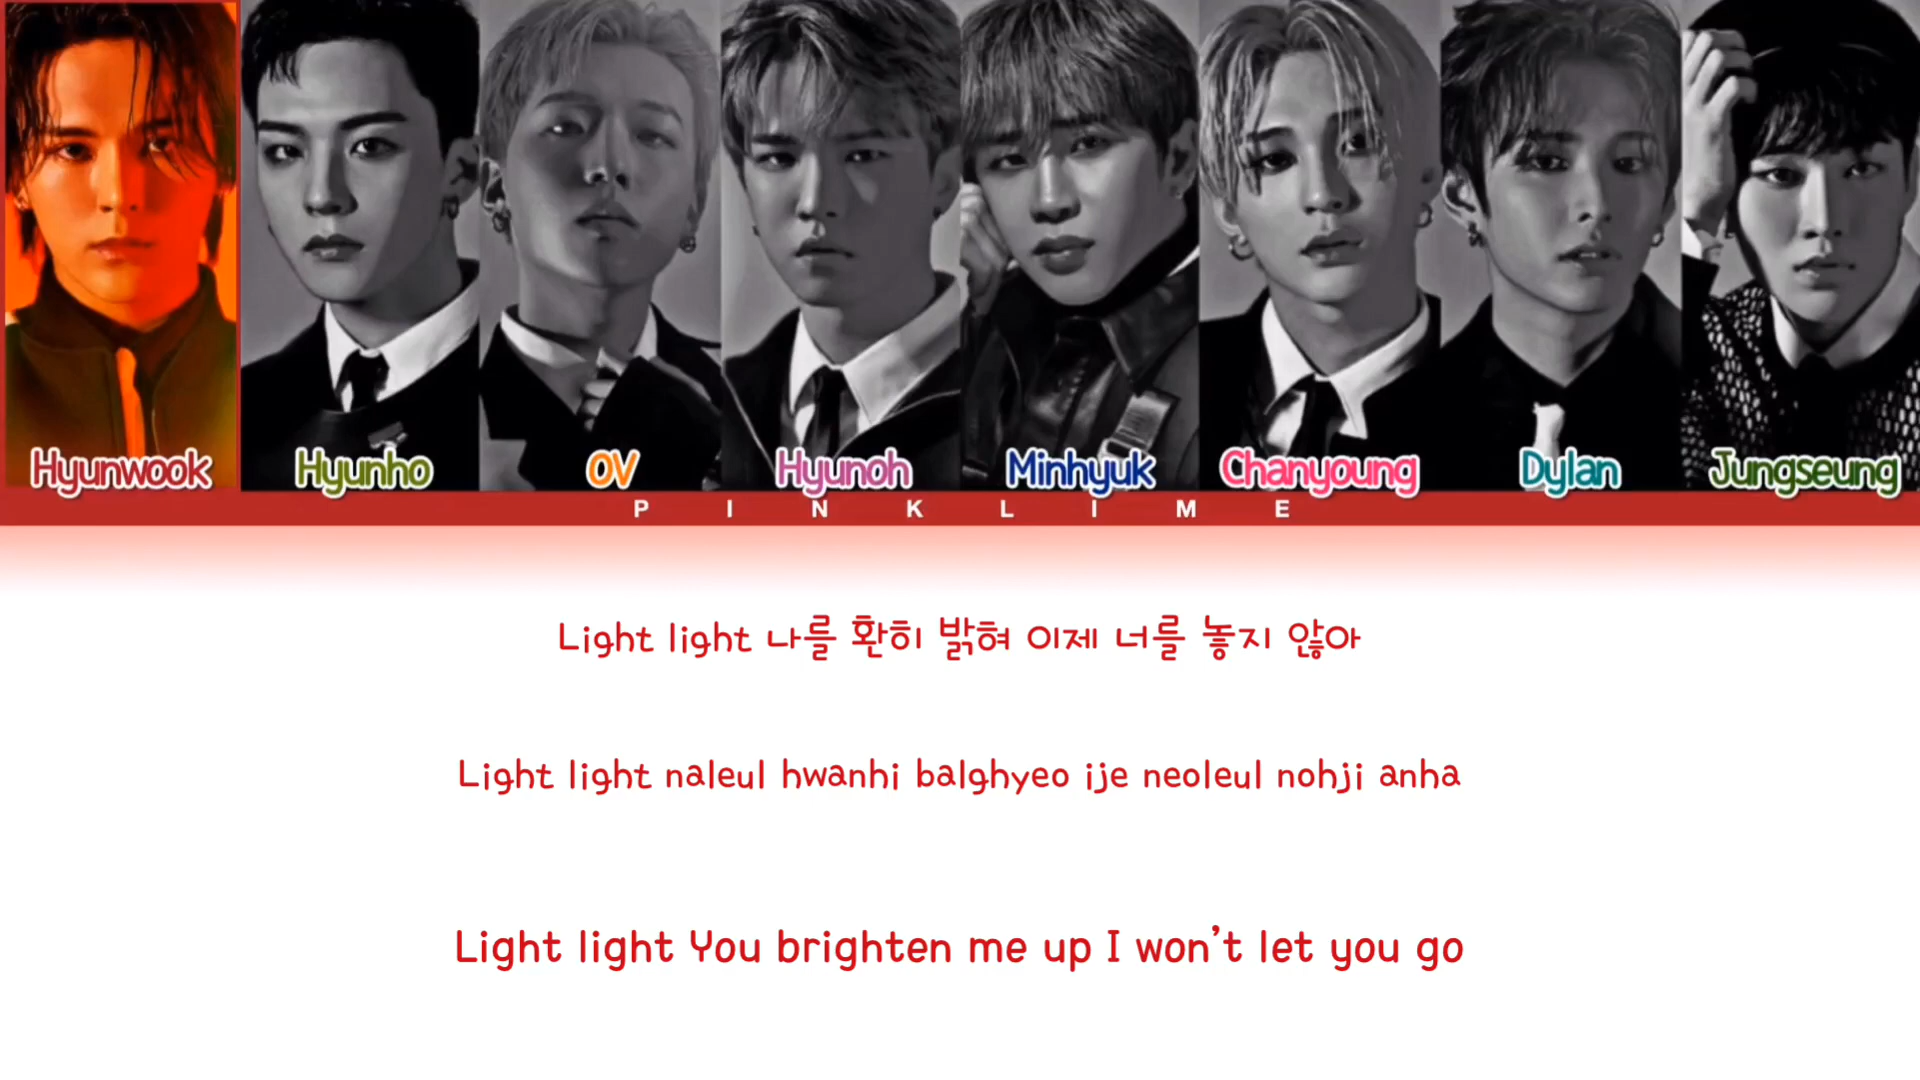 Hyunwook Hyunho OV Hyunoh Minhyuk Chanyoung Dylan Jungseung
PINKLIME
Light light 나를 환히 밝혀 이제 너를 놓지 않아
Light light naleul hwanhi balghyeo ije neoleul nohji anha
Light light You brighten me up I won't let you go